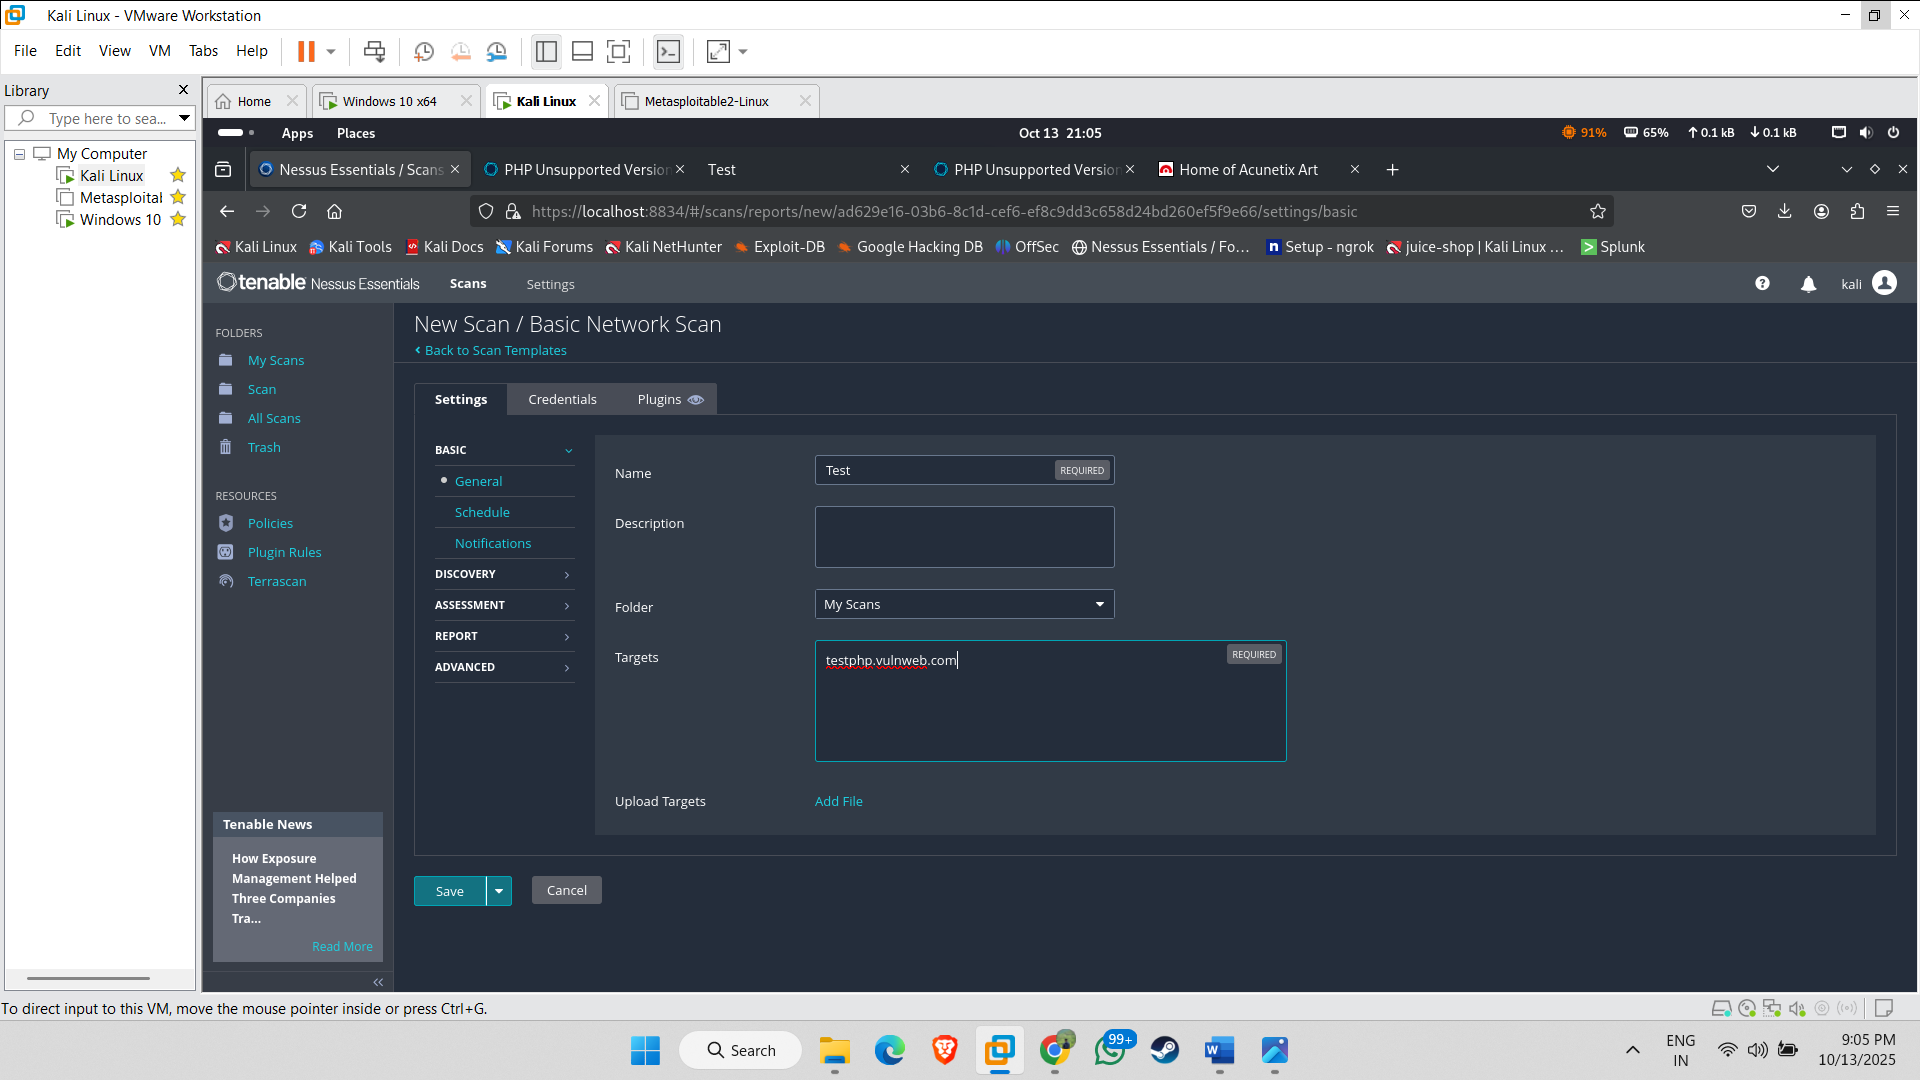 Kali Linux - VMware Workstation
File Edit View VM Tabs Help
Library
Type here to sea...
My Computer
Kali Linux
Metasploital
Windows 10
Home
Windows 10 x64
Kali Linux
Metasploitable2-Linux
Apps Places
Oct 13 21:05
91% 65% 0.1 kB 0.1 kB
Nessus Essentials / Scans
PHP Unsupported Version
Test
PHP Unsupported Version
Home of Acunetix Art
https://localhost:8834/#/scans/reports/new/ad629e16-03b6-8c1d-cef6-ef8c9dd3c658d24bd260ef5f9e66/settings/basic
Kali Linux Kali Tools Kali Docs Kali Forums Kali NetHunter Exploit-DB Google Hacking DB OffSec Nessus Essentials / Fo... Setup - ngrok juice-shop | Kali Linux ... Splunk
tenable Nessus Essentials
Scans
Settings
kali
FOLDERS
My Scans
Scan
All Scans
Trash
RESOURCES
Policies
Plugin Rules
Terrascan
Tenable News
How Exposure
Management Helped
Three Companies
Tra...
Read More
New Scan / Basic Network Scan
Back to Scan Templates
Settings Credentials Plugins
BASIC
General
Schedule
Notifications
DISCOVERY
ASSESSMENT
REPORT
ADVANCED
Name
Test
REQUIRED
Description
Folder
My Scans
Targets
testphp.vulnweb.com
REQUIRED
Upload Targets
Add File
Save
Cancel
To direct input to this VM, move the mouse pointer inside or press Ctrl+G.
Search
99+
ENG
IN
9:05 PM
10/13/2025